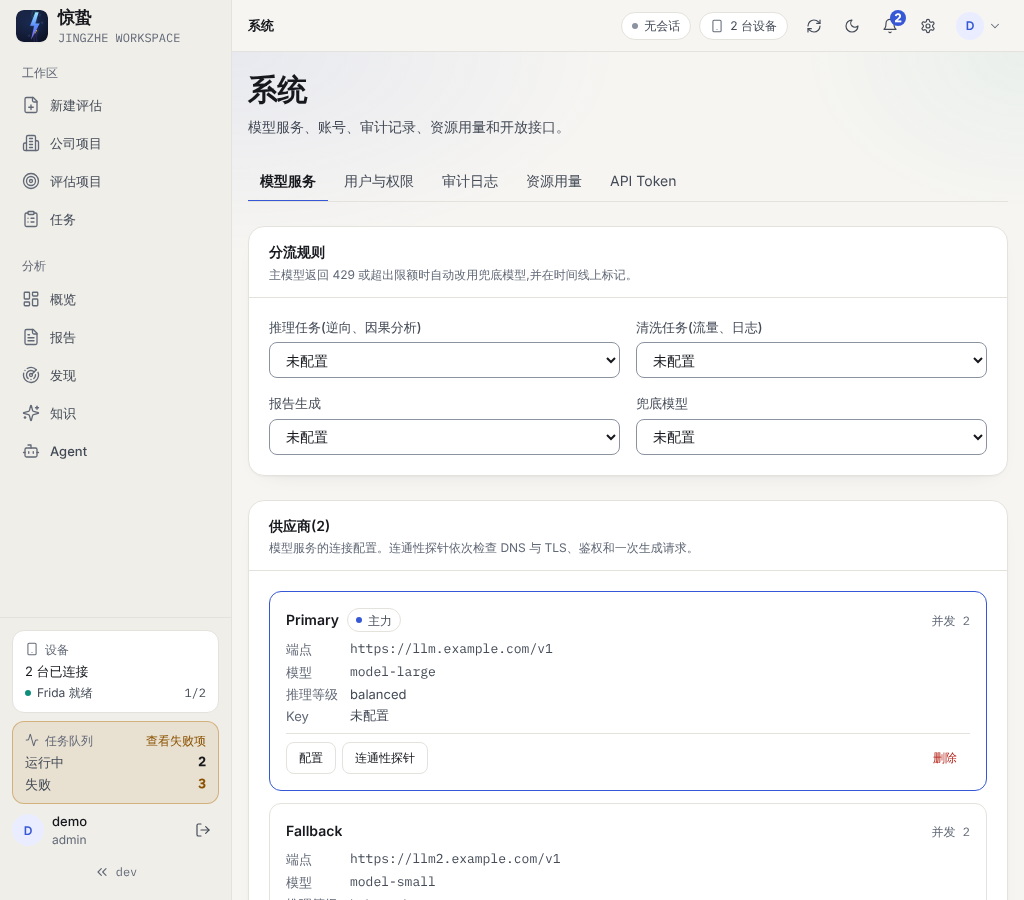 惊蛰
JINGZHE WORKSPACE
工作区
新建评估
公司项目
评估项目
任务
分析
概览
报告
发现
知识
Agent
设备
2 台已连接
Frida 就绪 1/2
任务队列 查看失败项
运行中 2
失败 3
D demo
admin
dev
系统 无会话 2 台设备 2 D
系统
模型服务、账号、审计记录、资源用量和开放接口。
模型服务 用户与权限 审计日志 资源用量 API Token
分流规则
主模型返回 429 或超出限额时自动改用兜底模型,并在时间线上标记。
推理任务(逆向、因果分析) 清洗任务(流量、日志)
未配置 未配置
报告生成 兜底模型
未配置 未配置
供应商(2)
模型服务的连接配置。连通性探针依次检查 DNS 与 TLS、鉴权和一次生成请求。
Primary 主力 并发 2
端点 https://llm.example.com/v1
模型 model-large
推理等级 balanced
Key 未配置
配置 连通性探针 删除
Fallback 并发 2
端点 https://llm2.example.com/v1
模型 model-small